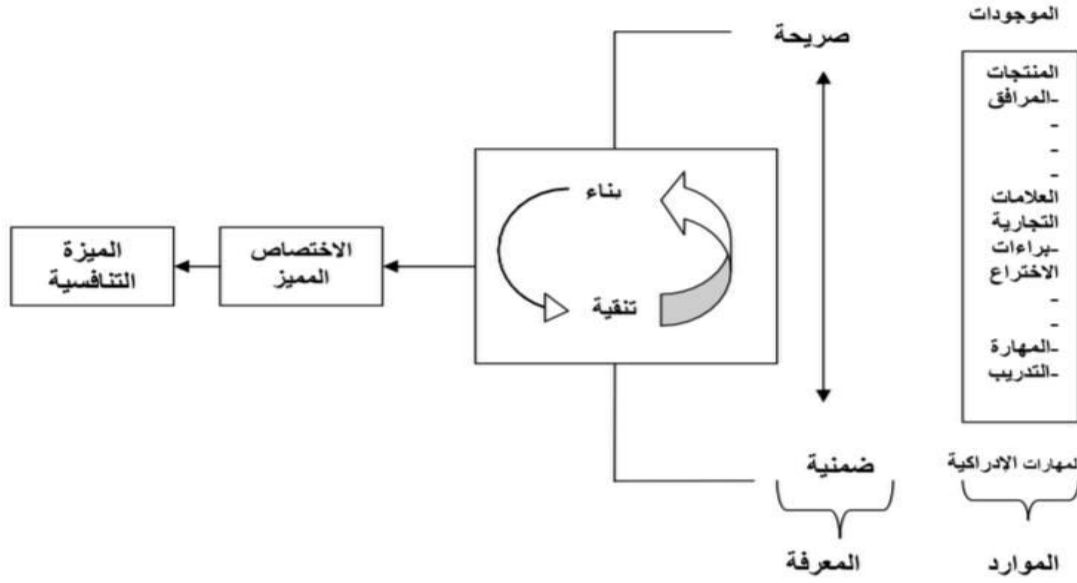 الموجودات
المنتجات
-المرافق
-
-
-
العلامات
التجارية
-براءات
الاختراع
-
-
-المهارة
-التدريب
المهارات الإدراكية
الموارد
صريحة
ضمنية
المعرفة
بناء
تنقية
الاختصاص
المميز
الميزة
التنافسية